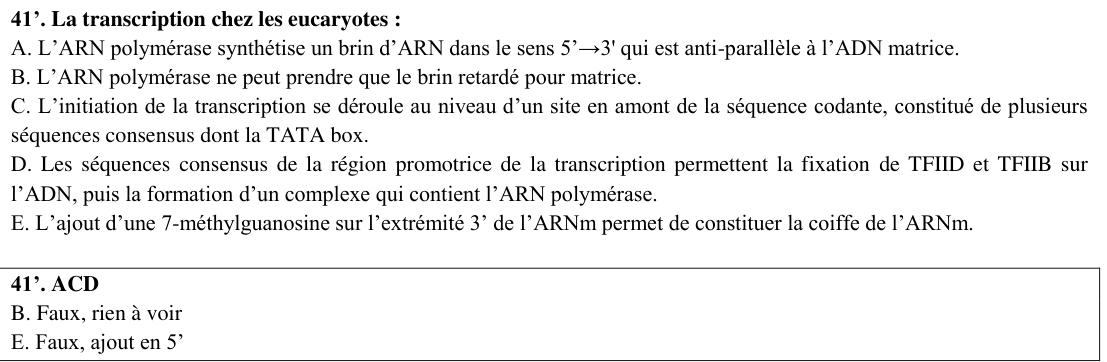 41’. La transcription chez les eucaryotes :
A. L’ARN polymérase synthétise un brin d’ARN dans le sens 5’→3' qui est anti-parallèle à l’ADN matrice.
B. L’ARN polymérase ne peut prendre que le brin retardé pour matrice.
C. L’initiation de la transcription se déroule au niveau d’un site en amont de la séquence codante, constitué de plusieurs
séquences consensus dont la TATA box.
D. Les séquences consensus de la région promotrice de la transcription permettent la fixation de TFIID et TFIIB sur
l’ADN, puis la formation d’un complexe qui contient l’ARN polymérase.
E. L’ajout d’une 7-méthylguanosine sur l’extrémité 3’ de l’ARNm permet de constituer la coiffe de l’ARNm.
41’. ACD
B. Faux, rien à voir
E. Faux, ajout en 5’